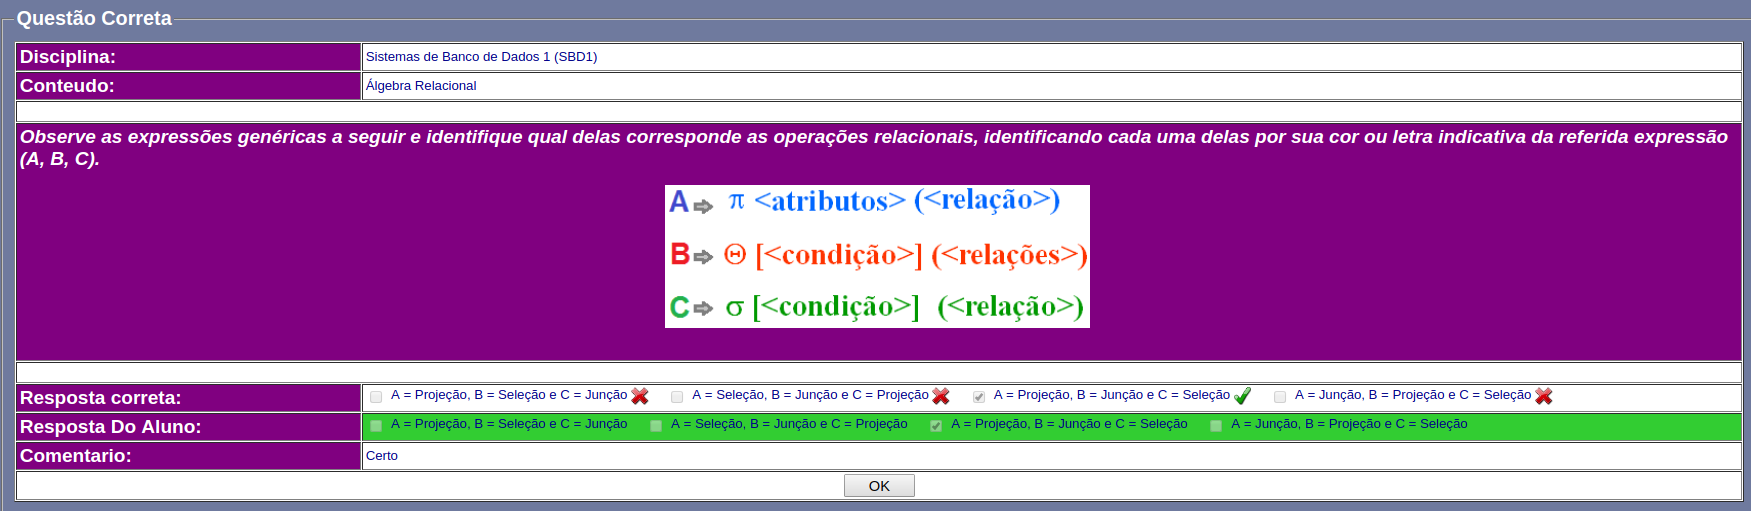 Questão Correta
Disciplina: Sistemas de Banco de Dados 1 (SBD1)
Conteudo: Álgebra Relacional
Observe as expressões genéricas a seguir e identifique qual delas corresponde as operações relacionais, identificando cada uma delas por sua cor ou letra indicativa da referida expressão
(A, B, C).
A ⇒ π <atributos> (<relação>)
B ⇒ Θ [<condição>] (<relações>)
C ⇒ σ [<condição>] (<relação>)
Resposta correta: A = Projeção, B = Seleção e C = Junção A = Seleção, B = Junção e C = Projeção A = Projeção, B = Junção e C = Seleção A = Junção, B = Projeção e C = Seleção
Resposta Do Aluno: A = Projeção, B = Seleção e C = Junção A = Seleção, B = Junção e C = Projeção A = Projeção, B = Junção e C = Seleção A = Junção, B = Projeção e C = Seleção
Comentario: Certo
OK